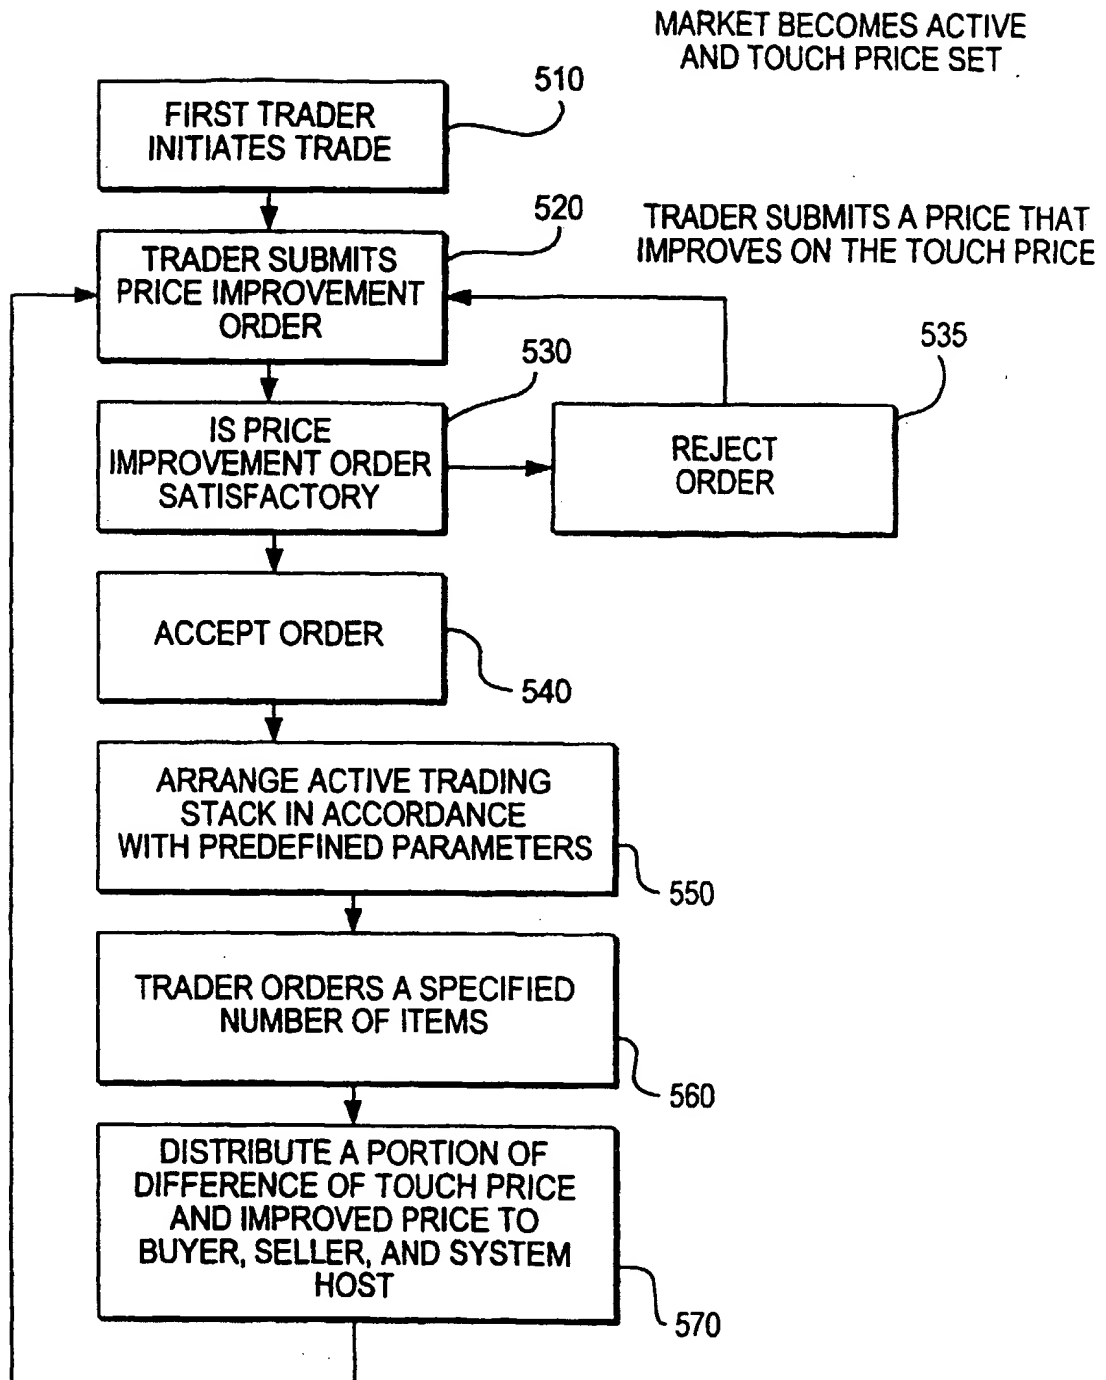 MARKET BECOMES ACTIVE
AND TOUCH PRICE SET
510
FIRST TRADER
INITIATES TRADE
520
TRADER SUBMITS A PRICE THAT
IMPROVES ON THE TOUCH PRICE
TRADER SUBMITS
PRICE IMPROVEMENT
ORDER
530
535
IS PRICE
IMPROVEMENT ORDER
SATISFACTORY
REJECT
ORDER
ACCEPT ORDER
540
ARRANGE ACTIVE TRADING
STACK IN ACCORDANCE
WITH PREDEFINED PARAMETERS
550
TRADER ORDERS A SPECIFIED
NUMBER OF ITEMS
560
DISTRIBUTE A PORTION OF
DIFFERENCE OF TOUCH PRICE
AND IMPROVED PRICE TO
BUYER, SELLER, AND SYSTEM
HOST
570